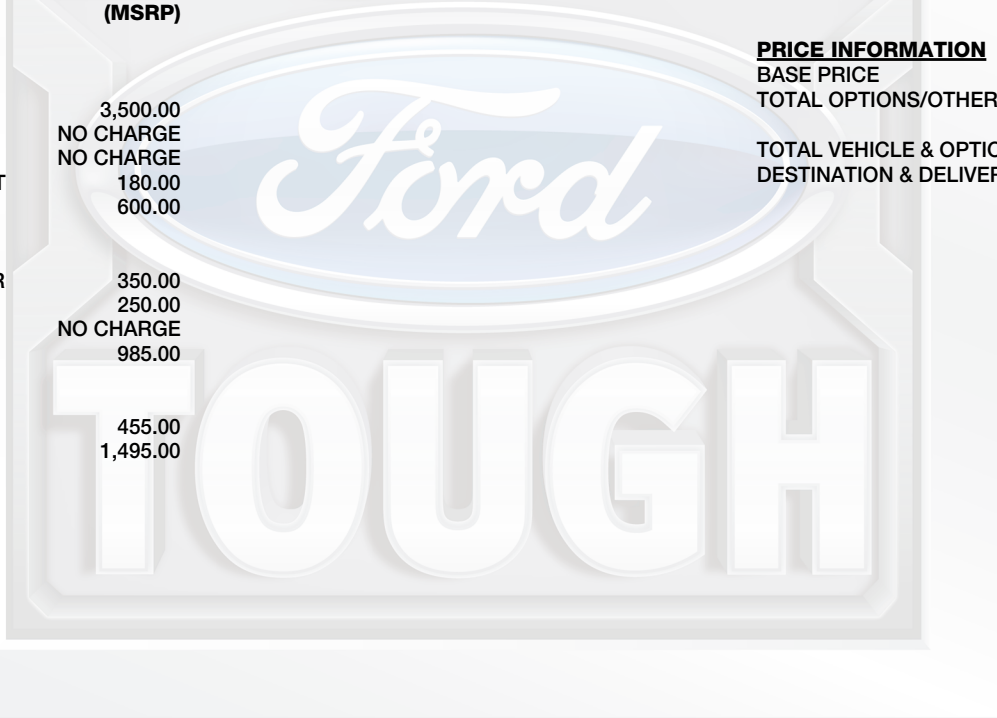 (MSRP)
3,500.00
NO CHARGE
NO CHARGE
T 180.00
600.00
R 350.00
250.00
NO CHARGE
985.00
455.00
1,495.00
PRICE INFORMATION
BASE PRICE
TOTAL OPTIONS/OTHER
TOTAL VEHICLE & OPTIO
DESTINATION & DELIVER
Ford
TOUGH